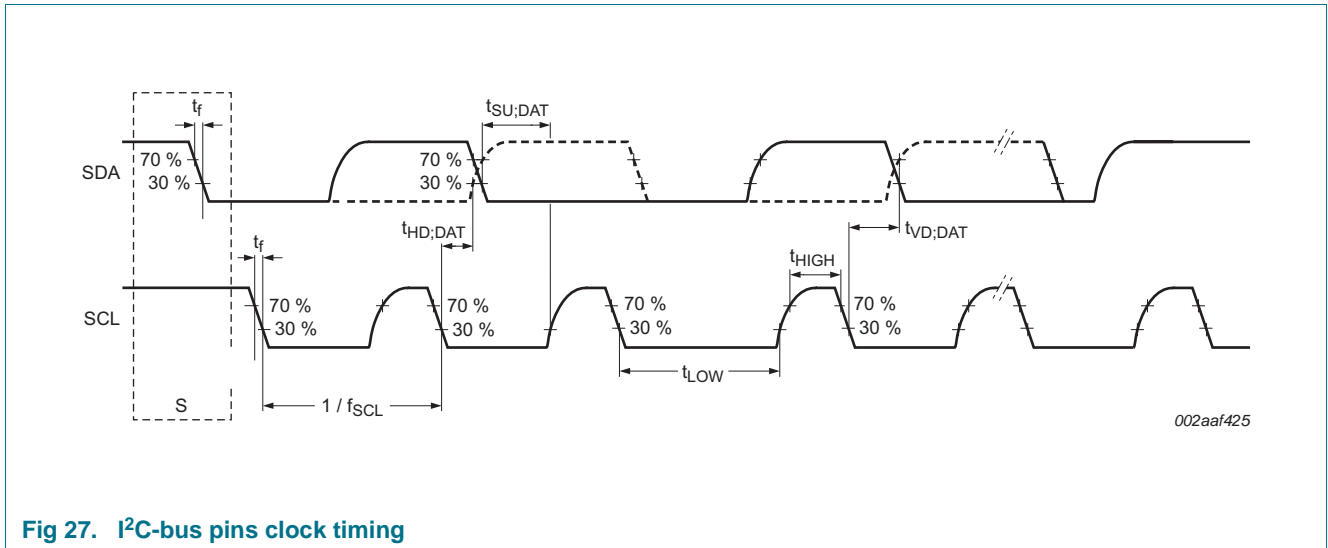 tf
tSU;DAT
70 %
30 %
SDA
70 %
30 %
tHD;DAT
tf
tVD;DAT
tHIGH
SCL
70 %
30 %
70 %
30 %
70 %
30 %
70 %
30 %
tLOW
S
1 / fSCL
002aaf425
Fig 27. I²C-bus pins clock timing